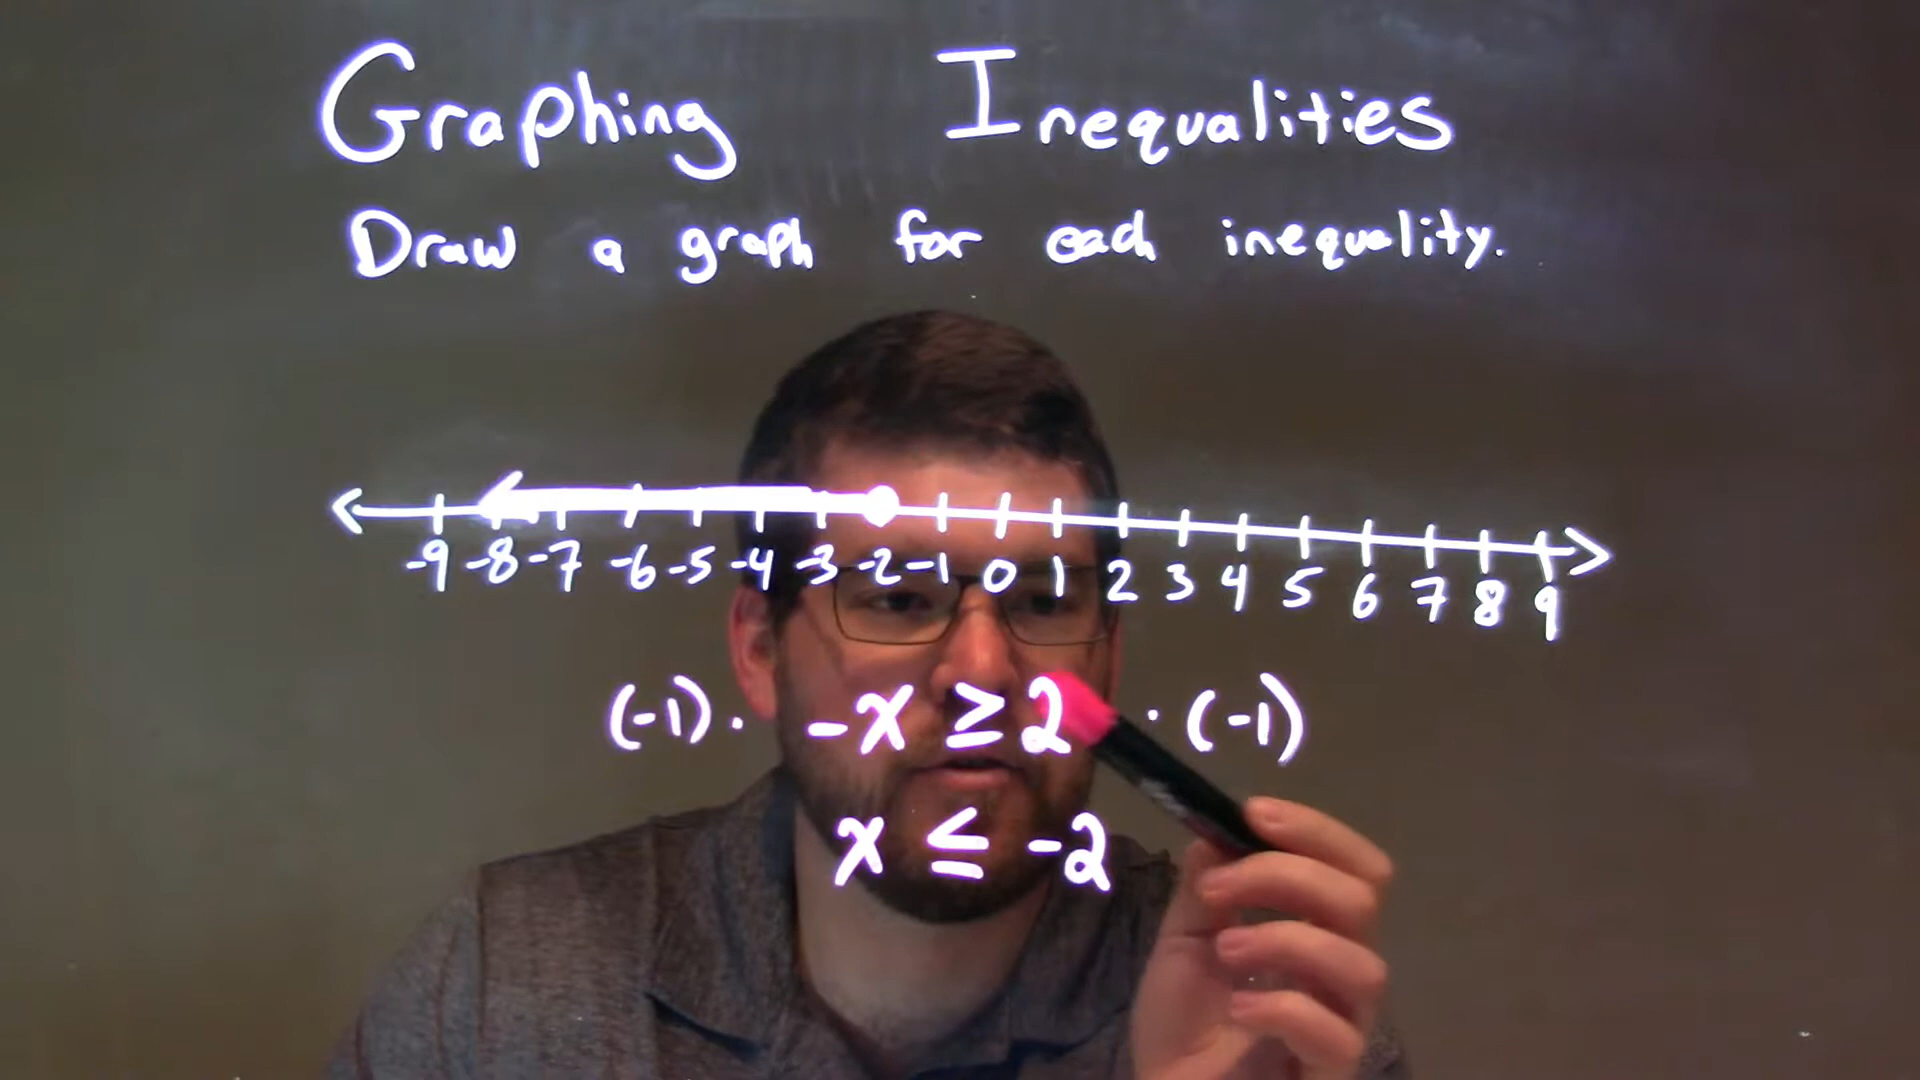 Graphing Inequalities
Draw a graph for each inequality.
-9 -8 -7 -6 -5 -4 -3 -2 -1 0 1 2 3 4 5 6 7 8 9
(-1) · -x ≥ 2 · (-1)
x ≤ -2